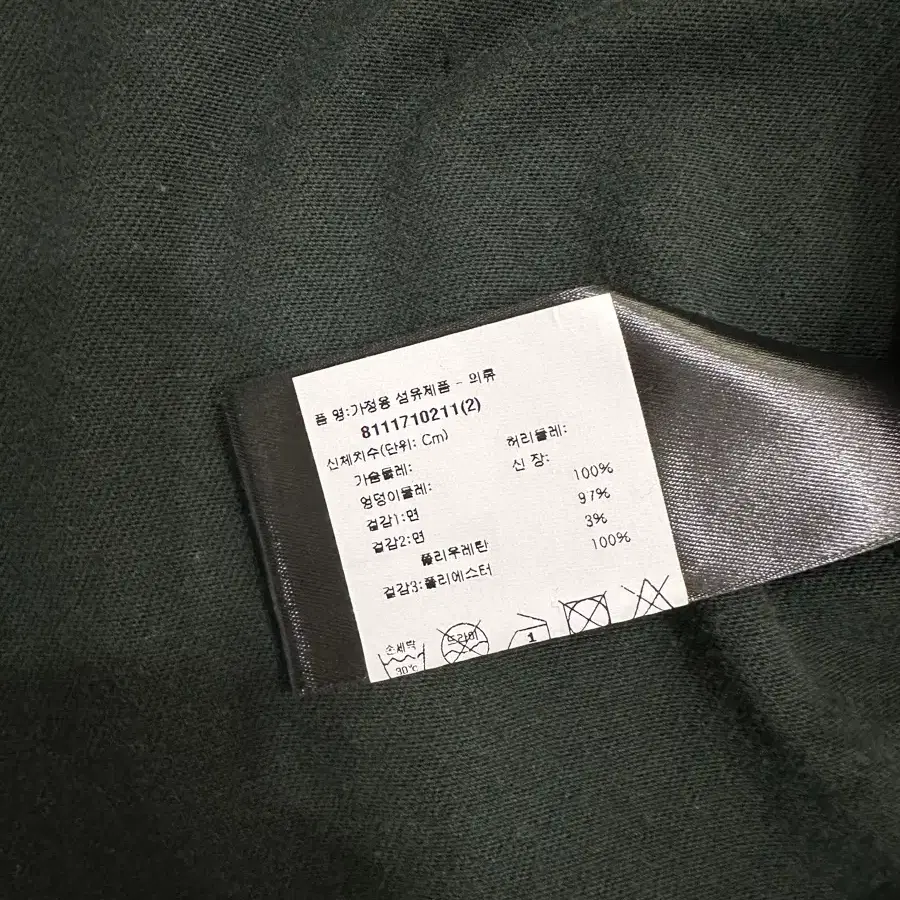 품 명:가정용 섬유제품 - 의류
8111710211(2)
신체치수(단위: Cm)
가슴둘레: 허리둘레:
엉덩이둘레: 신 장:
겉감1:면 100%
겉감2:면 97%
폴리우레탄 3%
겉감3:폴리에스터 100%
손세탁 30°c
드라이
1